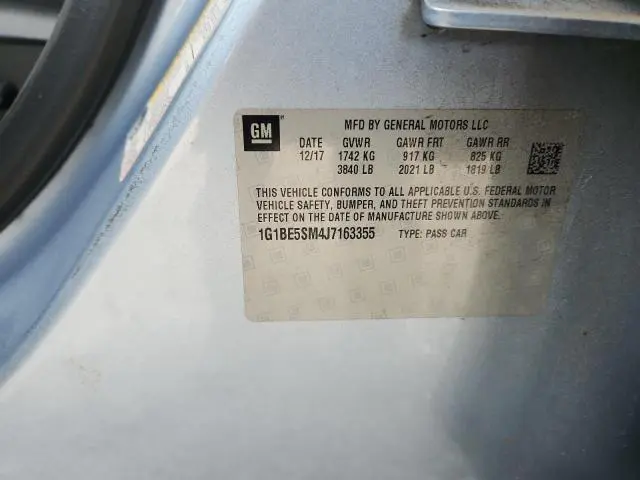 GM
MFD BY GENERAL MOTORS LLC
DATE GVWR GAWR FRT GAWR RR
12/17 1742 KG 917 KG 825 KG
3840 LB 2021 LB 1819 LB
THIS VEHICLE CONFORMS TO ALL APPLICABLE U.S. FEDERAL MOTOR
VEHICLE SAFETY, BUMPER, AND THEFT PREVENTION STANDARDS IN
EFFECT ON THE DATE OF MANUFACTURE SHOWN ABOVE.
1G1BE5SM4J7163355 TYPE: PASS CAR